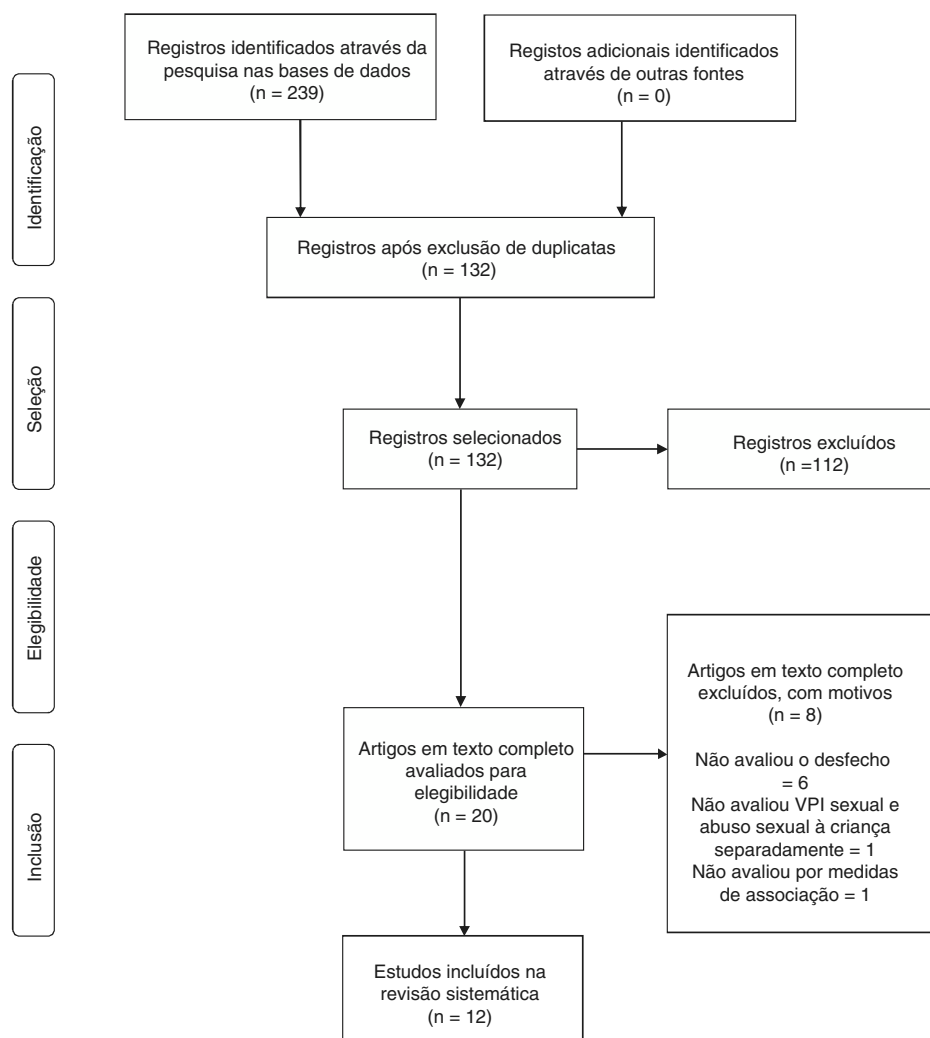 Registros identificados através da
pesquisa nas bases de dados
(n = 239)
Registos adicionais identificados
através de outras fontes
(n = 0)
Identificação
Registros após exclusão de duplicatas
(n = 132)
Seleção
Registros selecionados
(n = 132)
Registros excluídos
(n =112)
Elegibilidade
Artigos em texto completo
avaliados para
elegibilidade
(n = 20)
Artigos em texto completo
excluídos, com motivos
(n = 8)
Não avaliou o desfecho
= 6
Não avaliou VPI sexual e
abuso sexual à criança
separadamente = 1
Não avaliou por medidas
de associação = 1
Inclusão
Estudos incluídos na
revisão sistemática
(n = 12)